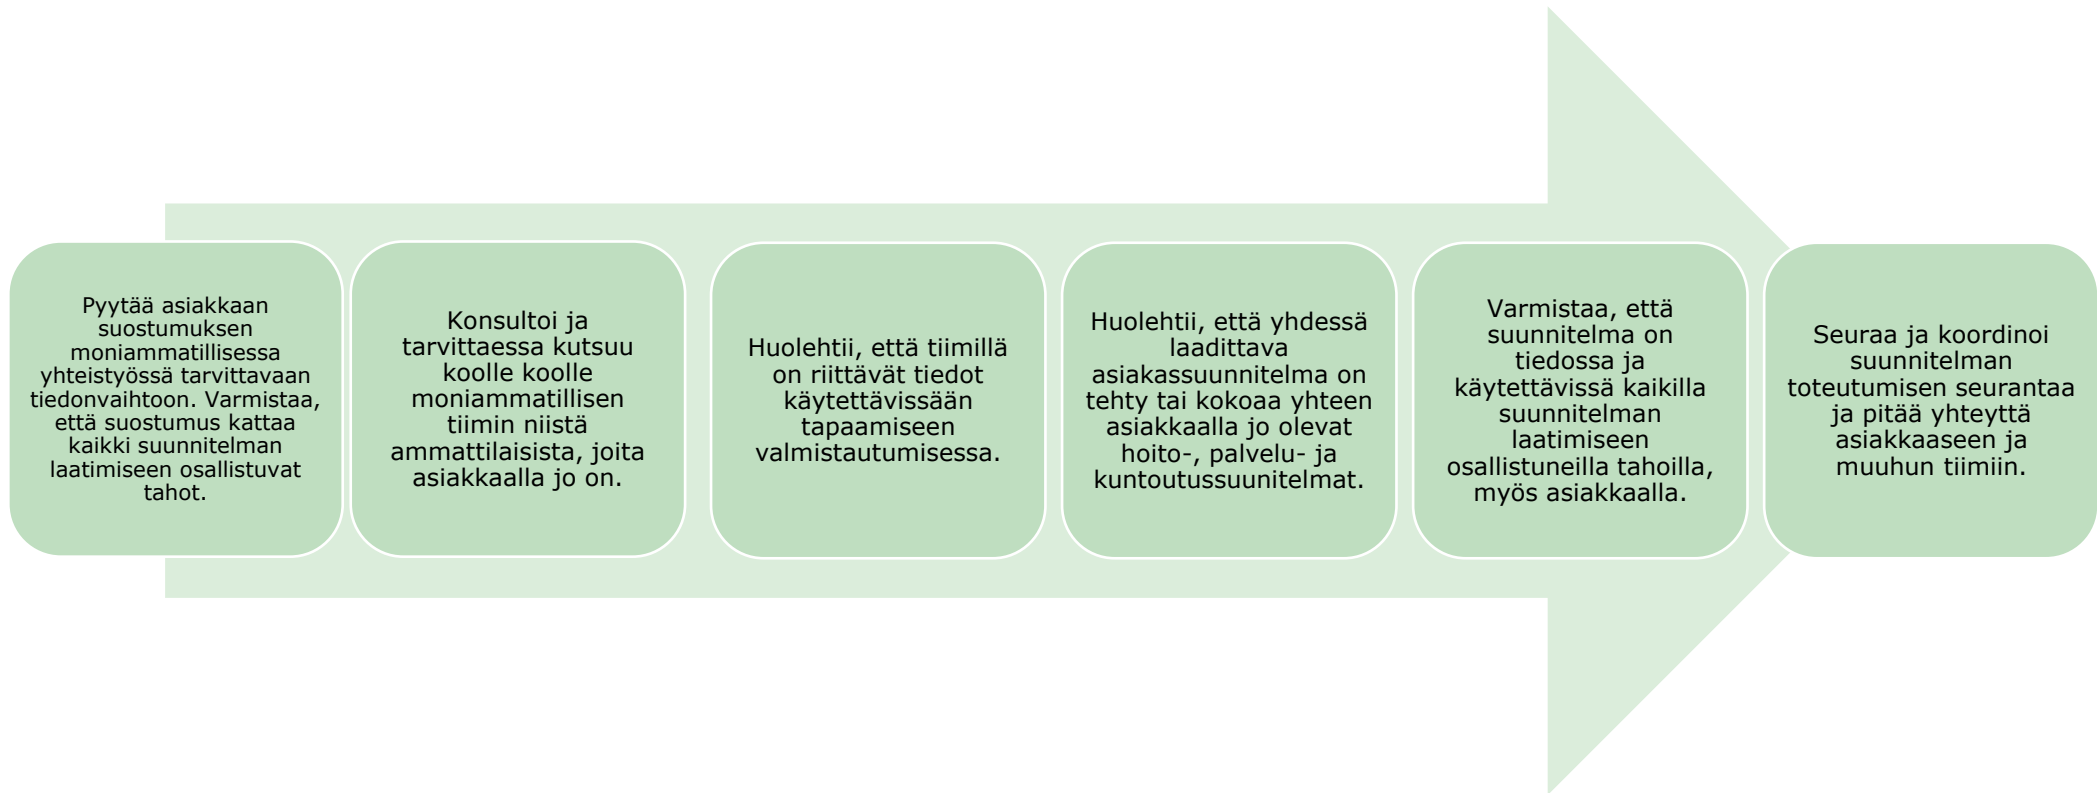 Pyytää asiakkaan
suostumuksen
moniammatillisessa
yhteistyössä tarvittavaan
tiedonvaihtoon. Varmistaa,
että suostumus kattaa
kaikki suunnitelman
laatimiseen osallistuvat
tahot.
Konsultoi ja
tarvittaessa kutsuu
koolle koolle
moniammatillisen
tiimin niistä
ammattilaisista, joita
asiakkaalla jo on.
Huolehtii, että tiimillä
on riittävät tiedot
käytettävissään
tapaamiseen
valmistautumisessa.
Huolehtii, että yhdessä
laadittava
asiakassuunnitelma on
tehty tai kokoaa yhteen
asiakkaalla jo olevat
hoito-, palvelu- ja
kuntoutussuunitelmat.
Varmistaa, että
suunnitelma on
tiedossa ja
käytettävissä kaikilla
suunnitelman
laatimiseen
osallistuneilla tahoilla,
myös asiakkaalla.
Seuraa ja koordinoi
suunnitelman
toteutumisen seurantaa
ja pitää yhteyttä
asiakkaaseen ja
muuhun tiimiin.